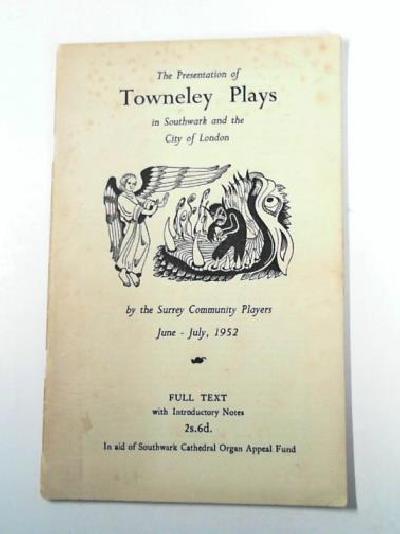 The Presentation of
Towneley Plays
in Southwark and the
City of London
by the Surrey Community Players
June - July, 1952
FULL TEXT
with Introductory Notes
2s.6d.
In aid of Southwark Cathedral Organ Appeal Fund